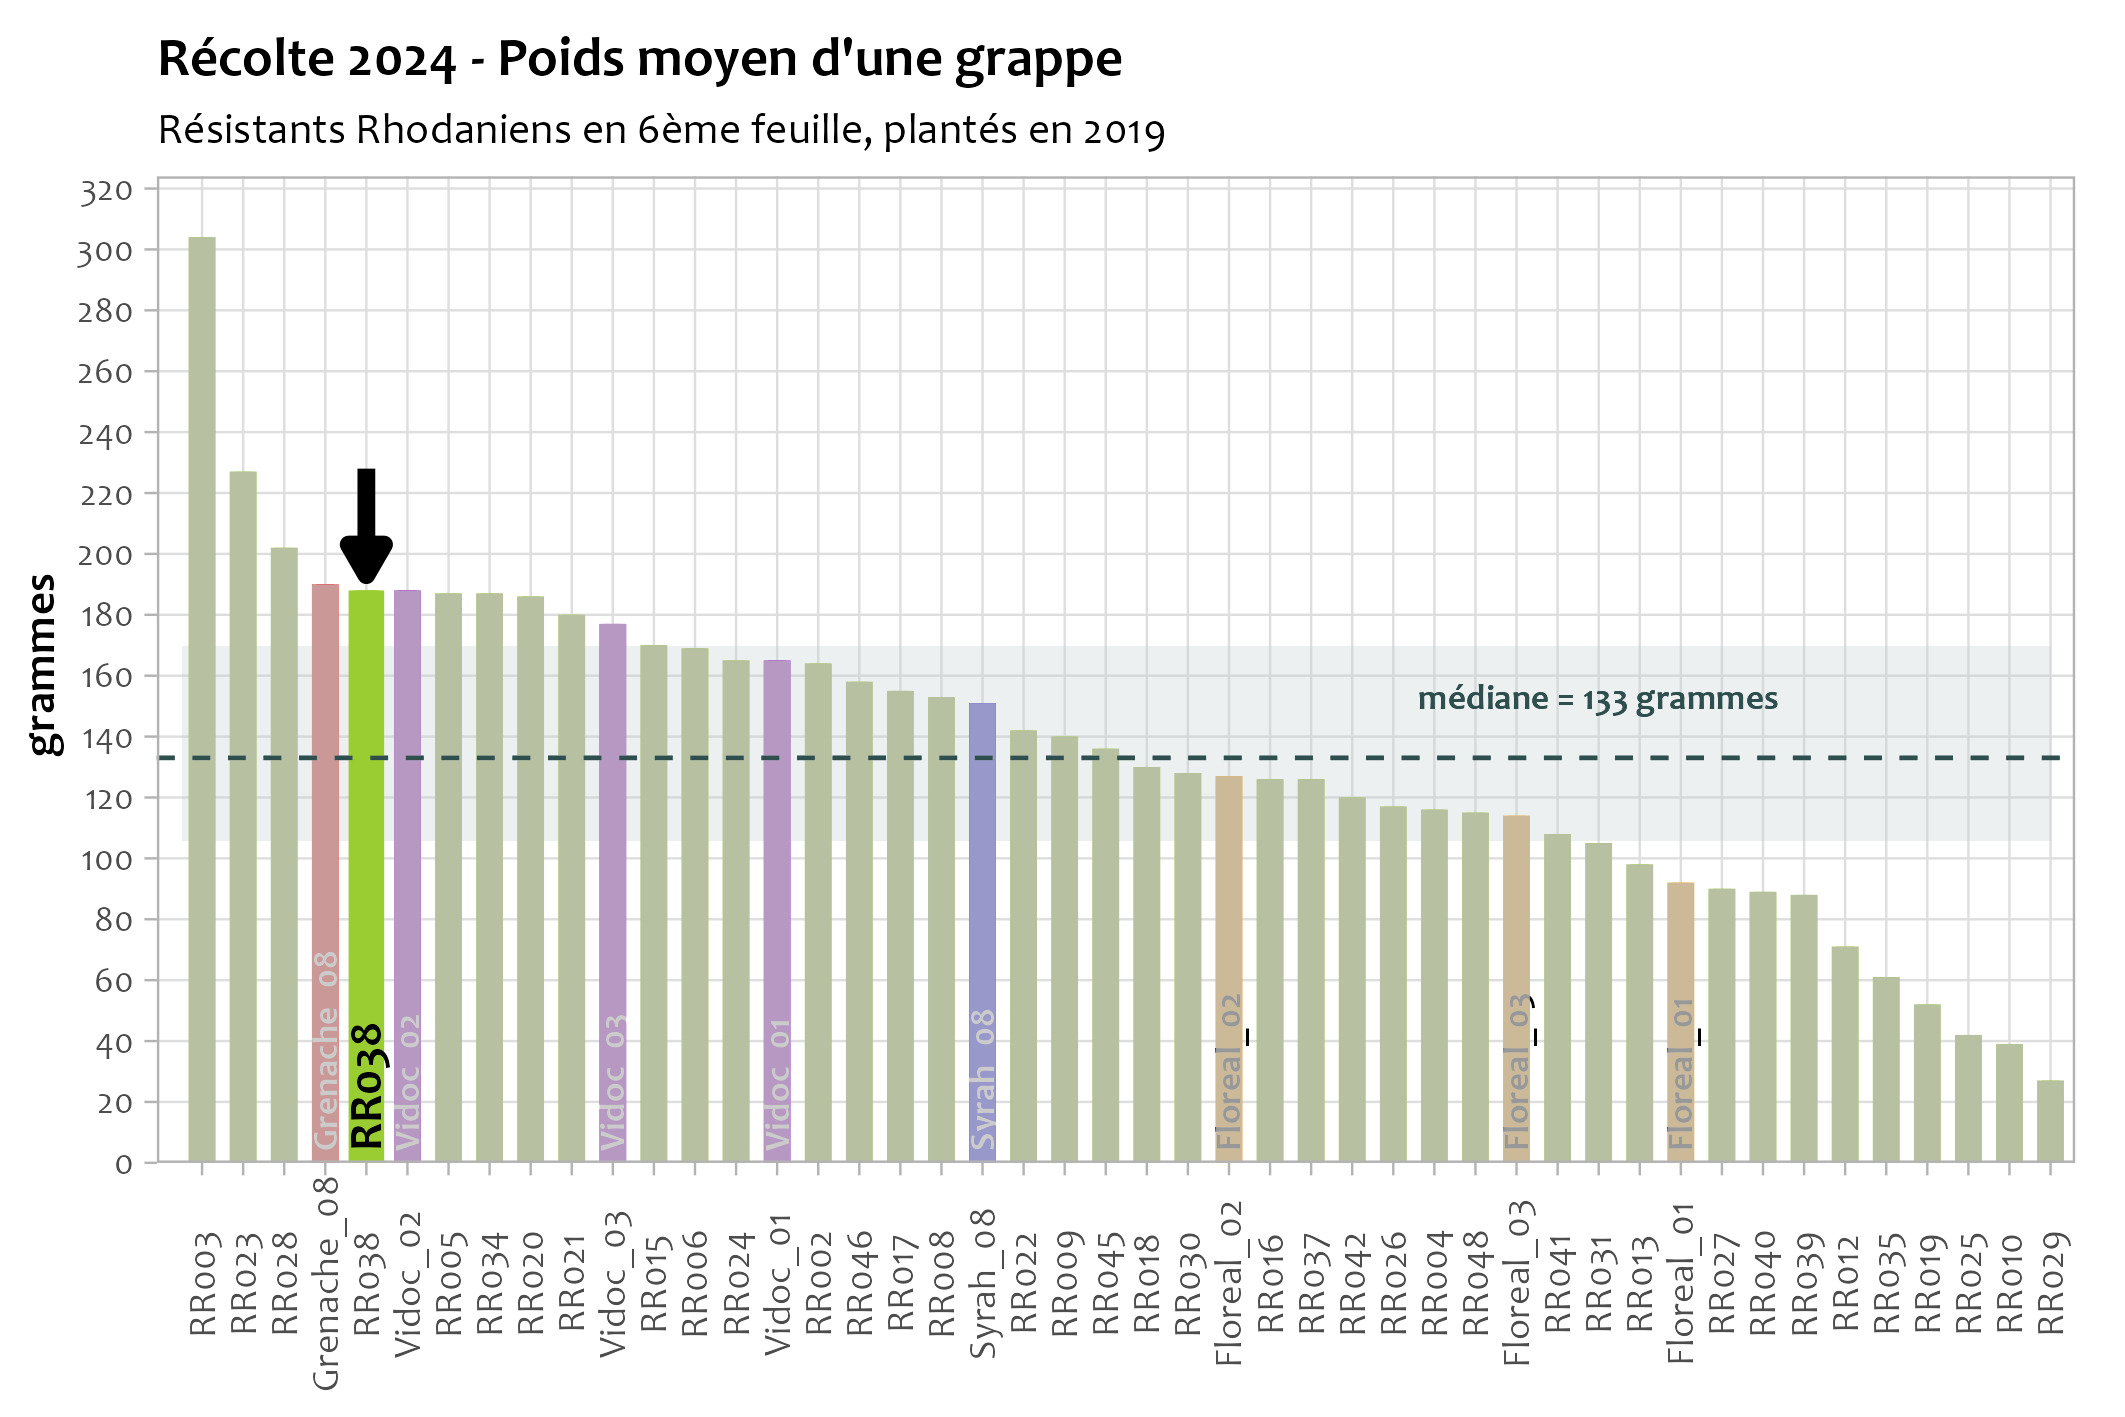 Récolte 2024 - Poids moyen d'une grappe
Résistants Rhodaniens en 6ème feuille, plantés en 2019
grammes
320
300
280
260
240
220
200
180
160
140
120
100
80
60
40
20
0
médiane = 133 grammes
Grenache_08
RR038
Vidoc_02
Vidoc_03
Vidoc_01
Syrah_08
Floreal_02
Floreal_03
Floreal_01
RR003
RR023
RR028
Grenache_08
RR038
Vidoc_02
RR005
RR034
RR020
RR021
Vidoc_03
RR015
RR006
RR024
Vidoc_01
RR002
RR046
RR017
RR008
Syrah_08
RR022
RR009
RR045
RR018
RR030
Floreal_02
RR016
RR037
RR042
RR026
RR004
RR048
Floreal_03
RR041
RR031
RR013
Floreal_01
RR027
RR040
RR039
RR012
RR035
RR019
RR025
RR010
RR029